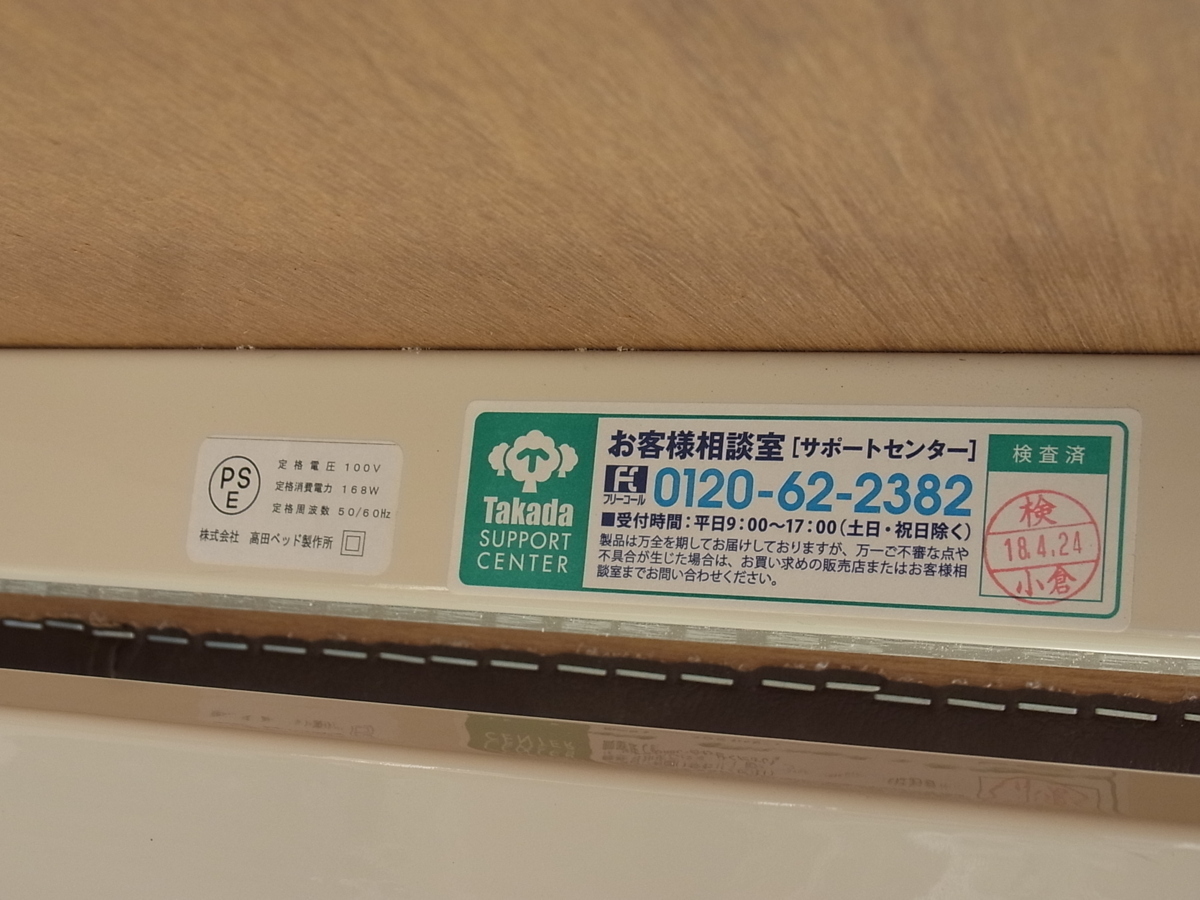 PS
E
定格電圧 100V
定格消費電力 168W
定格周波数 50/60Hz
株式会社 高田ベッド製作所
Takada
SUPPORT
CENTER
お客様相談室[サポートセンター]
フリーコール 0120-62-2382
■受付時間：平日9:00～17:00(土日・祝日除く)
製品は万全を期してお届けしておりますが、万一ご不審な点や
不具合が生じた場合は、お買い求めの販売店またはお客様相
談室までお問い合わせください。
検査済
検
18.4.24
小倉